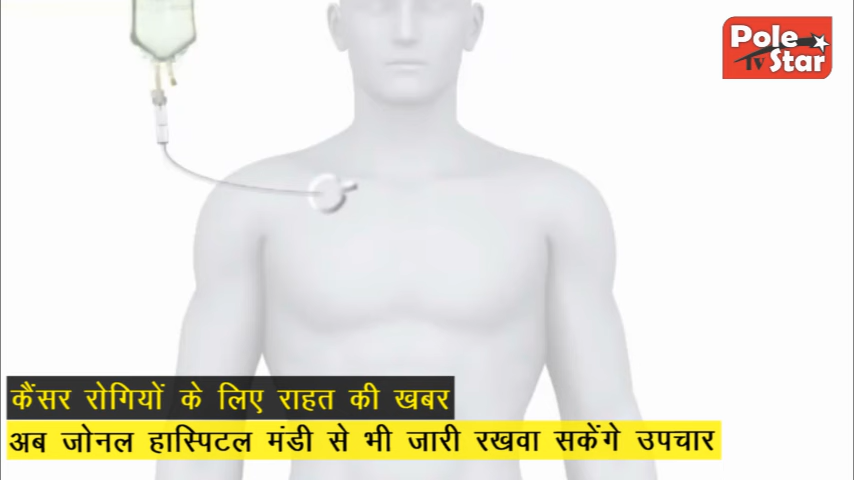 Pole
TV Star
कैंसर रोगियों के लिए राहत की खबर
अब जोनल हास्पिटल मंडी से भी जारी रखवा सकेंगे उपचार